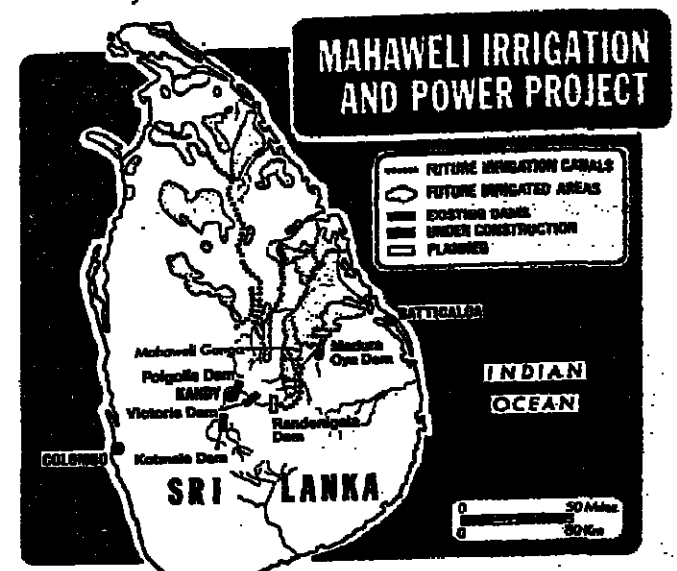 MAHAWELI IRRIGATION
AND POWER PROJECT
FUTURE IRRIGATION CANALS
FUTURE IRRIGATED AREAS
EXISTING DAMS
UNDER CONSTRUCTION
PLANNED
BATTICALOA
Mahaweli Ganga
Maduru
Oya Dam
Polgolla Dam
KANDY
Victoria Dam
Randenigala
Dam
Kotmale Dam
COLOMBO
INDIAN
OCEAN
SRI LANKA
0 50 Miles
0 80 Km